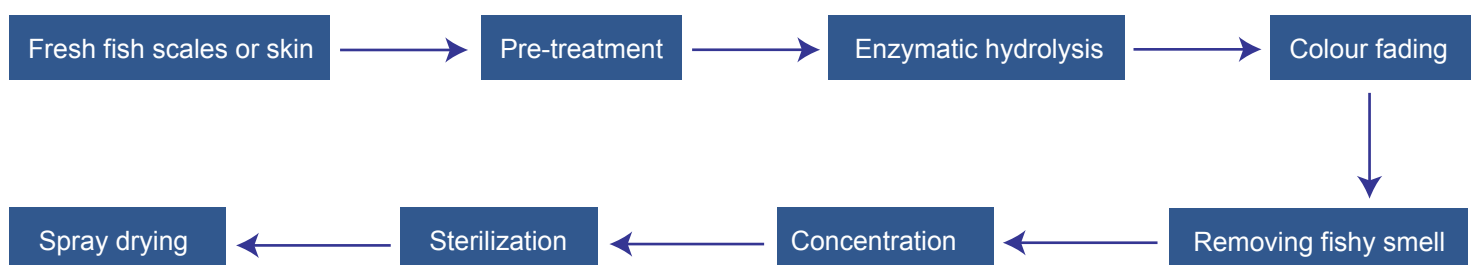 Fresh fish scales or skin
Pre-treatment
Enzymatic hydrolysis
Colour fading
Removing fishy smell
Concentration
Sterilization
Spray drying